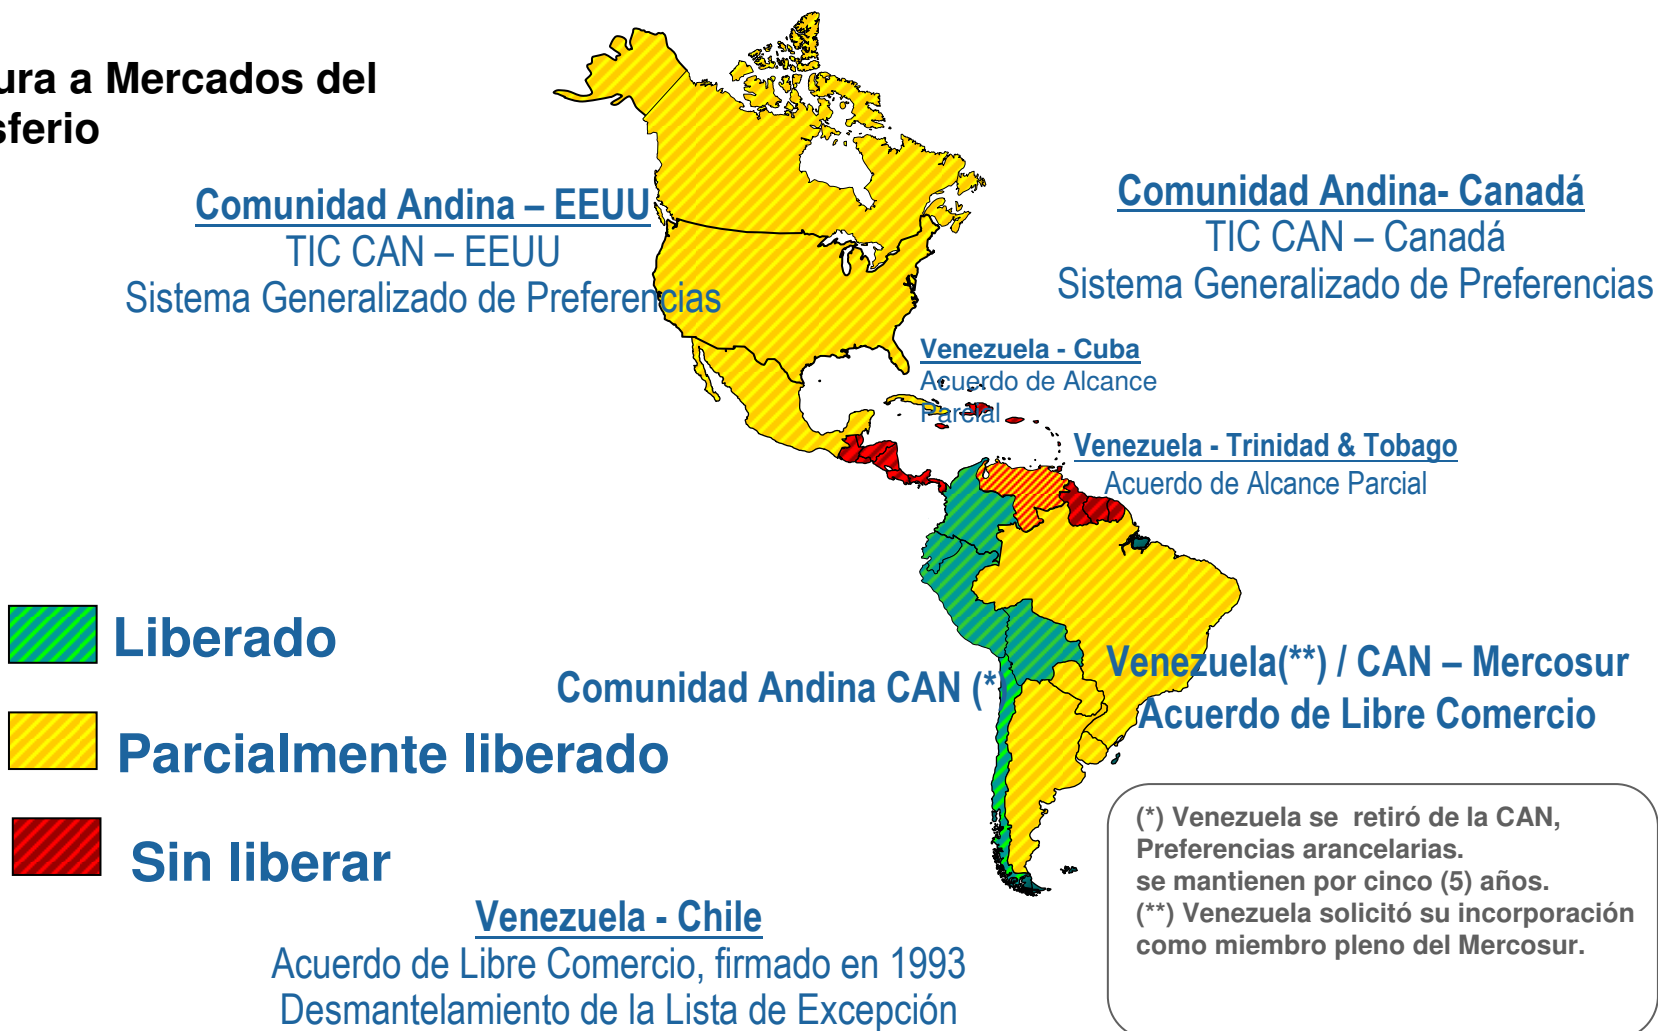 ura a Mercados del
sferio
Comunidad Andina – EEUU
TIC CAN – EEUU
Sistema Generalizado de Preferencias
Comunidad Andina- Canadá
TIC CAN – Canadá
Sistema Generalizado de Preferencias
Venezuela - Cuba
Acuerdo de Alcance
Parcial
Venezuela - Trinidad & Tobago
Acuerdo de Alcance Parcial
Liberado
Parcialmente liberado
Sin liberar
Comunidad Andina CAN (*
Venezuela(**) / CAN – Mercosur
Acuerdo de Libre Comercio
(*) Venezuela se retiró de la CAN,
Preferencias arancelarias.
se mantienen por cinco (5) años.
(**) Venezuela solicitó su incorporación
como miembro pleno del Mercosur.
Venezuela - Chile
Acuerdo de Libre Comercio, firmado en 1993
Desmantelamiento de la Lista de Excepción